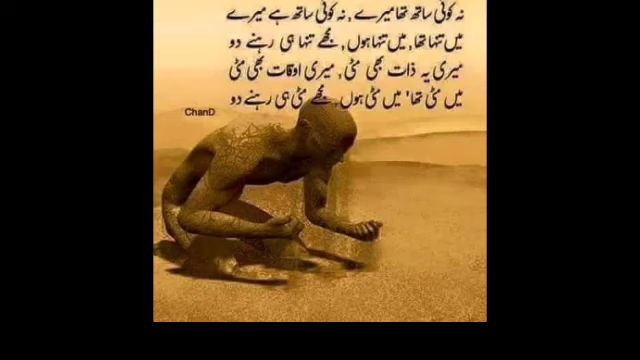 نہ کوئی ساتھ تھا میرے , نہ کوئی ساتھ ہے میرے
میں تنہا تھا , میں تنہا ہوں , مجھے تنہا ہی رہنے دو
میری یہ ذات بھی مٹی , میری اوقات بھی مٹی
میں مٹی تھا ' میں مٹی ہوں , مجھے مٹی ہی رہنے دو
ChanD